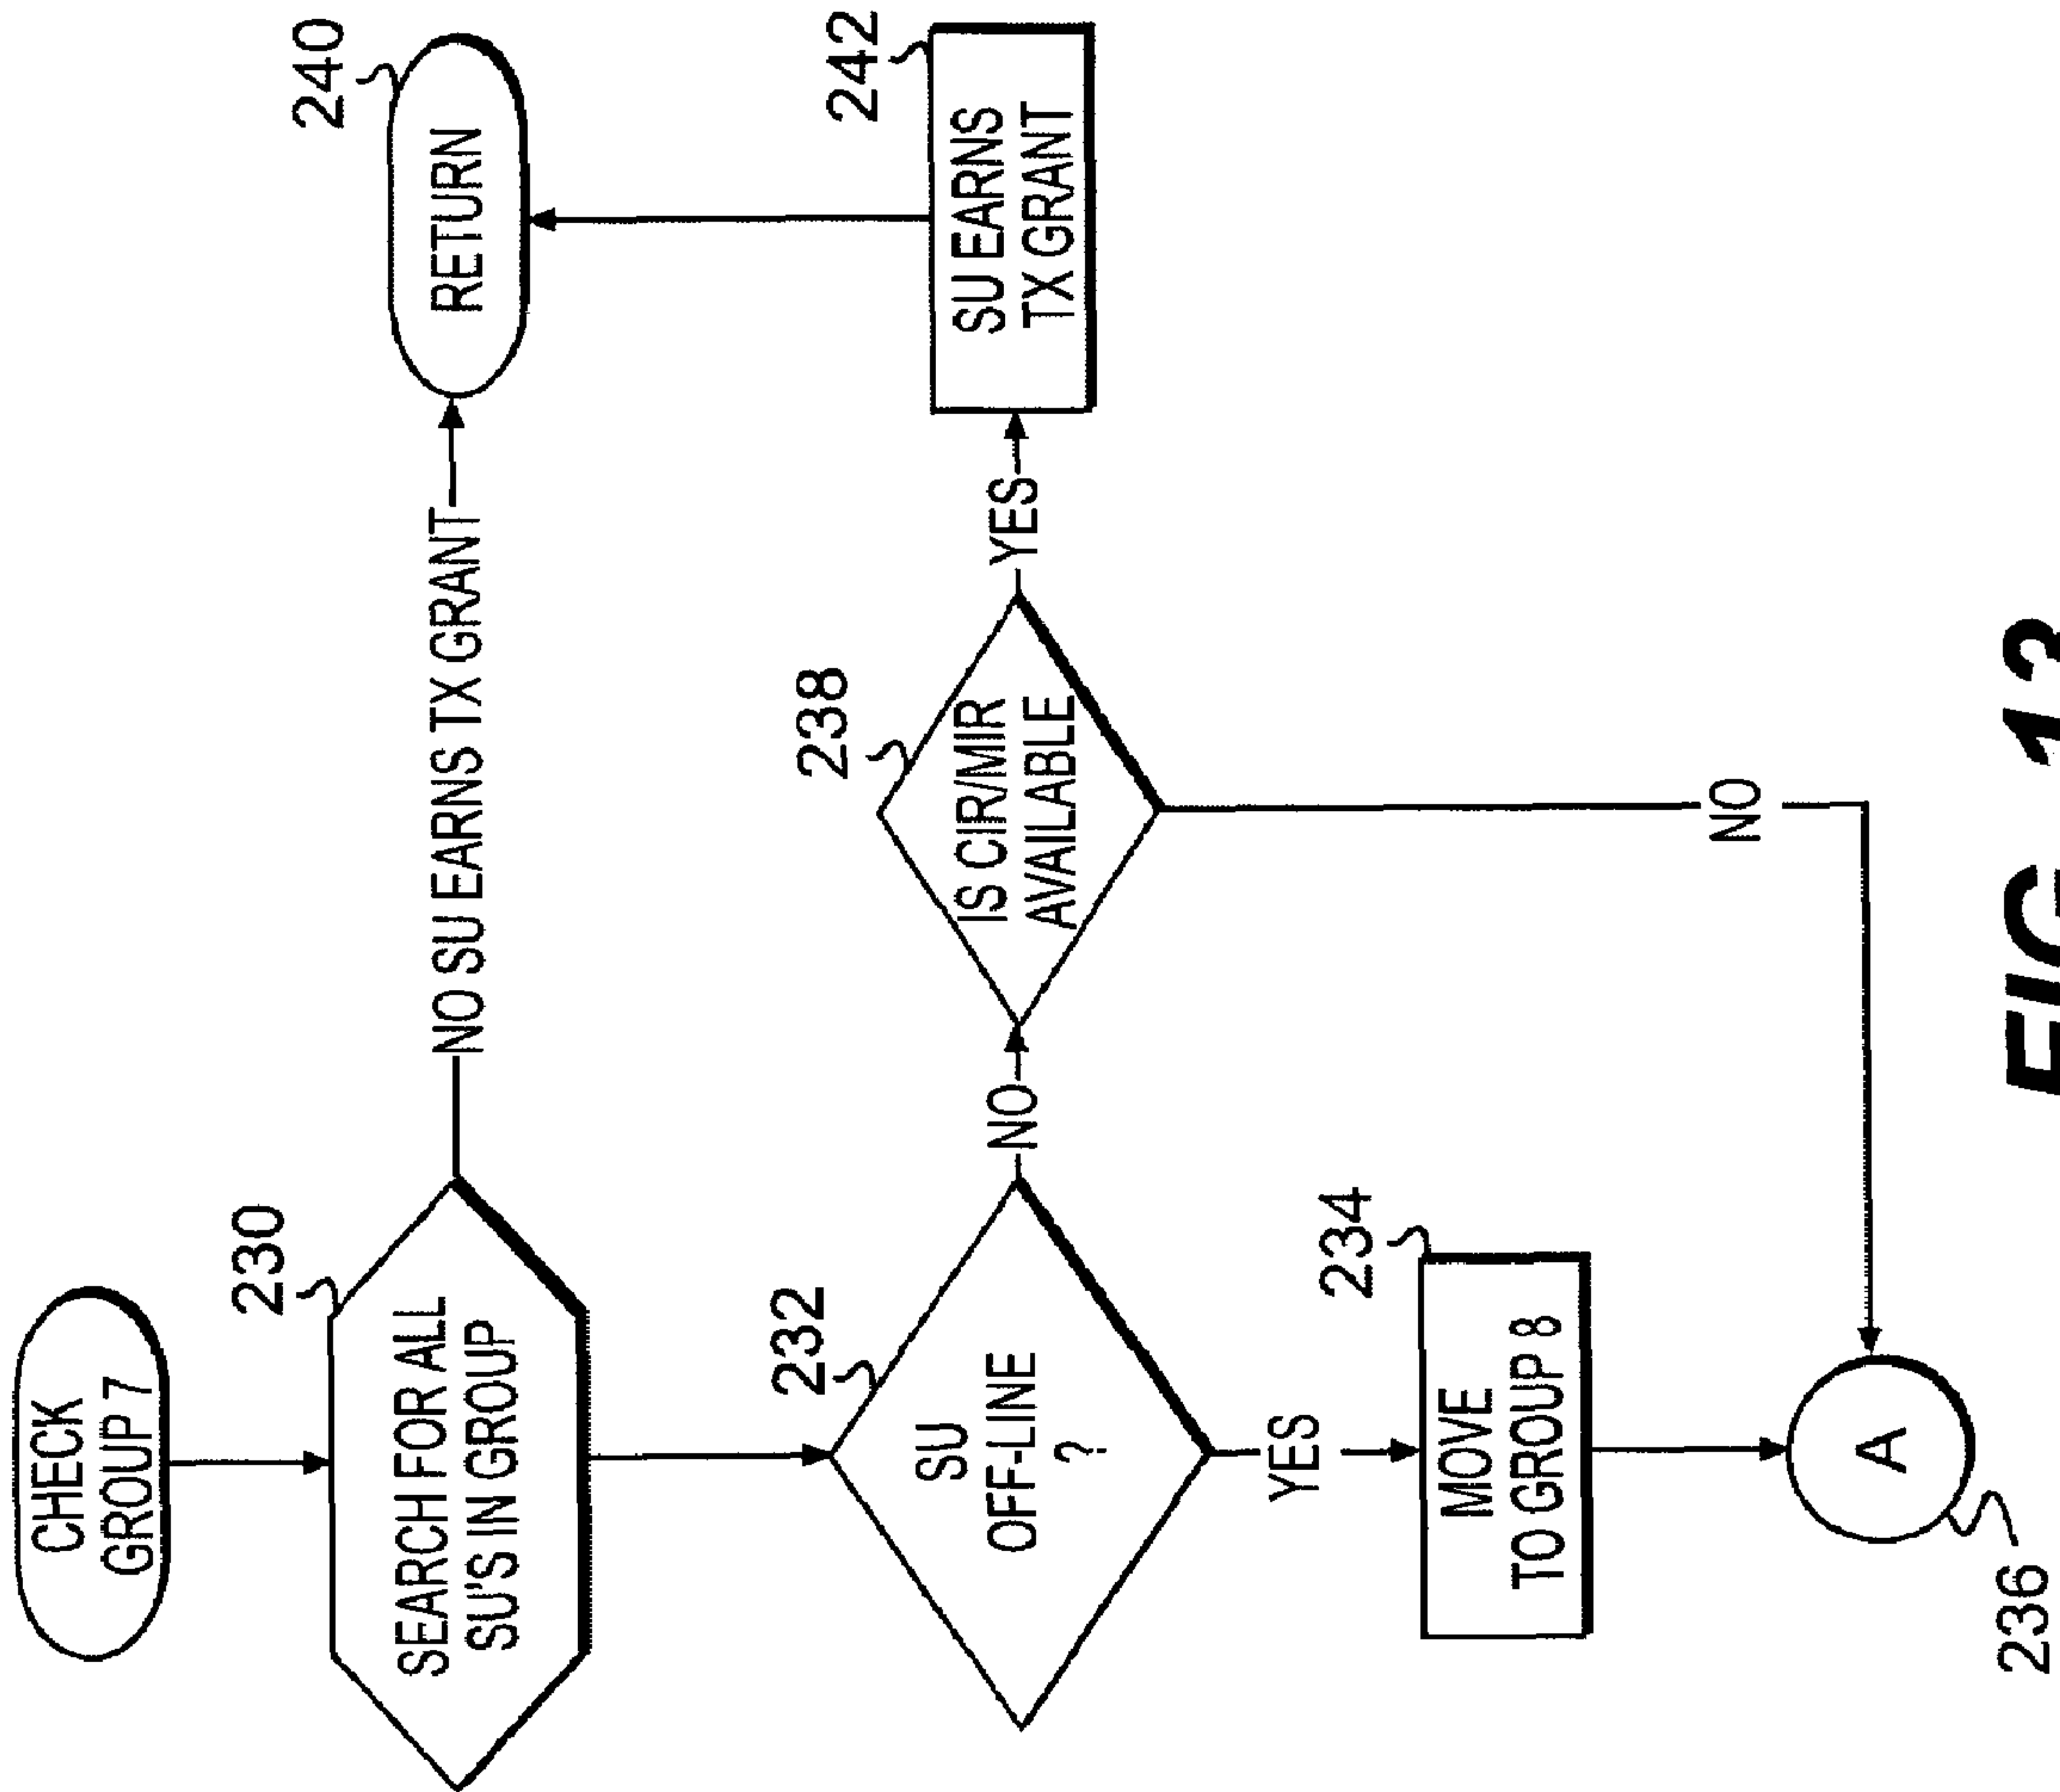 CHECK
GROUP 7
230
SEARCH FOR ALL
SU'S IN GROUP
NO SU EARNS TX GRANT
240
RETURN
232
SU
OFF-LINE
?
NO
238
IS CIR/MIR
AVAILABLE
YES
242
SU EARNS
TX GRANT
YES
234
MOVE
TO GROUP 8
NO
A
236
FIG